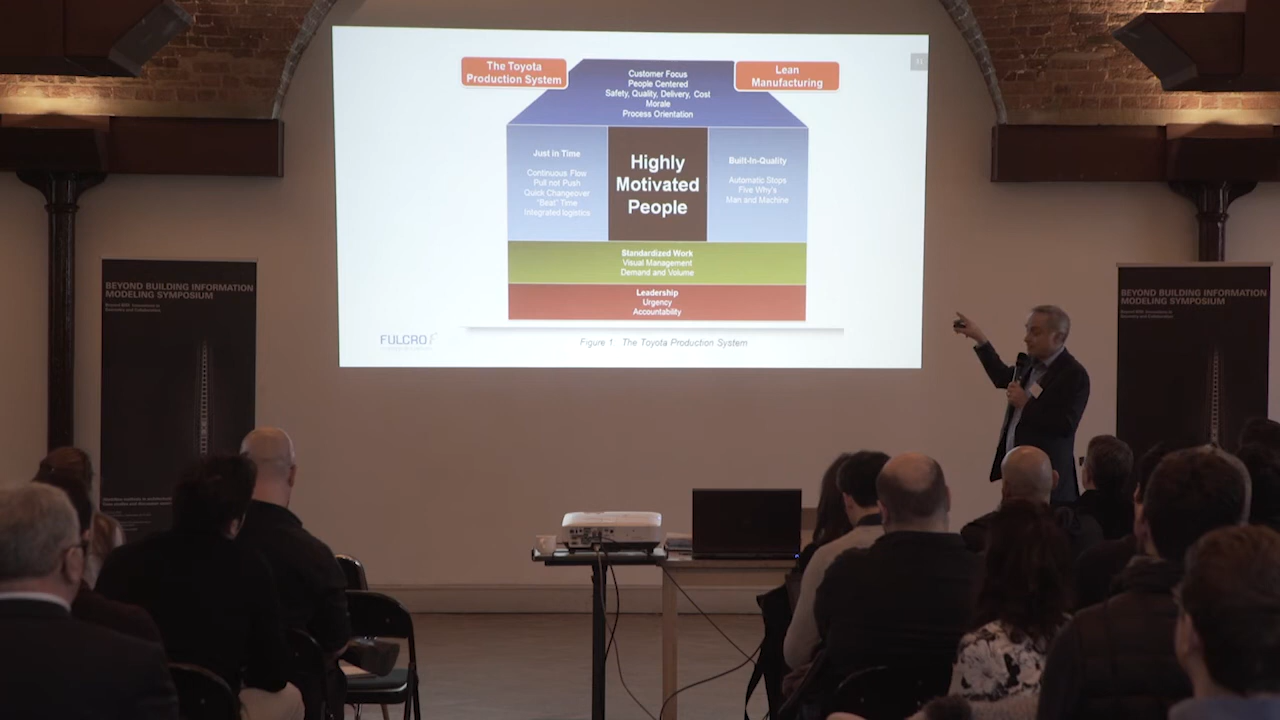 The Toyota
Production System
Lean
Manufacturing
31
Customer Focus
People Centered
Safety, Quality, Delivery, Cost
Morale
Process Orientation
Just in Time
Continuous Flow
Pull not Push
Quick Changeover
"Beat" Time
Integrated logistics
Highly
Motivated
People
Built-In-Quality
Automatic Stops
Five Why's
Man and Machine
Standardized Work
Visual Management
Demand and Volume
Leadership
Urgency
Accountability
FULCRO
Figure 1 The Toyota Production System
BEYOND BUILDING INFORMATION
MODELING SYMPOSIUM
BEYOND BUILDING INFORMATION
MODELING SYMPOSIUM